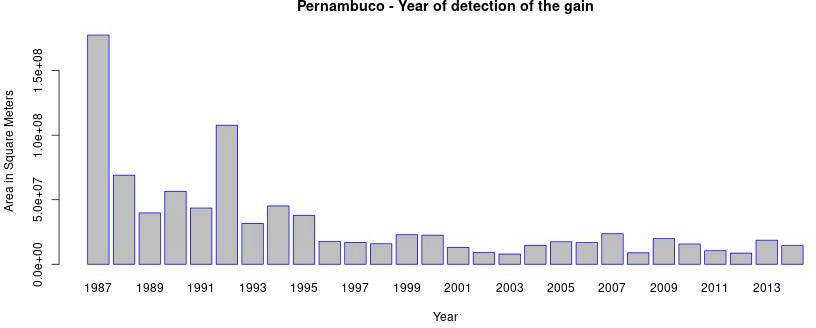 Pernambuco - Year of detection of the gain
Area in Square Meters
1.5e+08
1.0e+08
5.0e+07
0.0e+00
1987 1989 1991 1993 1995 1997 1999 2001 2003 2005 2007 2009 2011 2013
Year